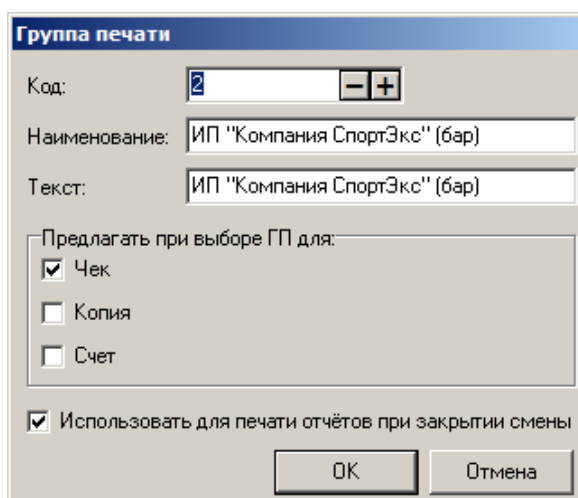 Группа печати
Код: 2
Наименование: ИП "Компания СпортЭкс" (бар)
Текст: ИП "Компания СпортЭкс" (бар)
Предлагать при выборе ГП для:
Чек
Копия
Счет
Использовать для печати отчётов при закрытии смены
OK Отмена